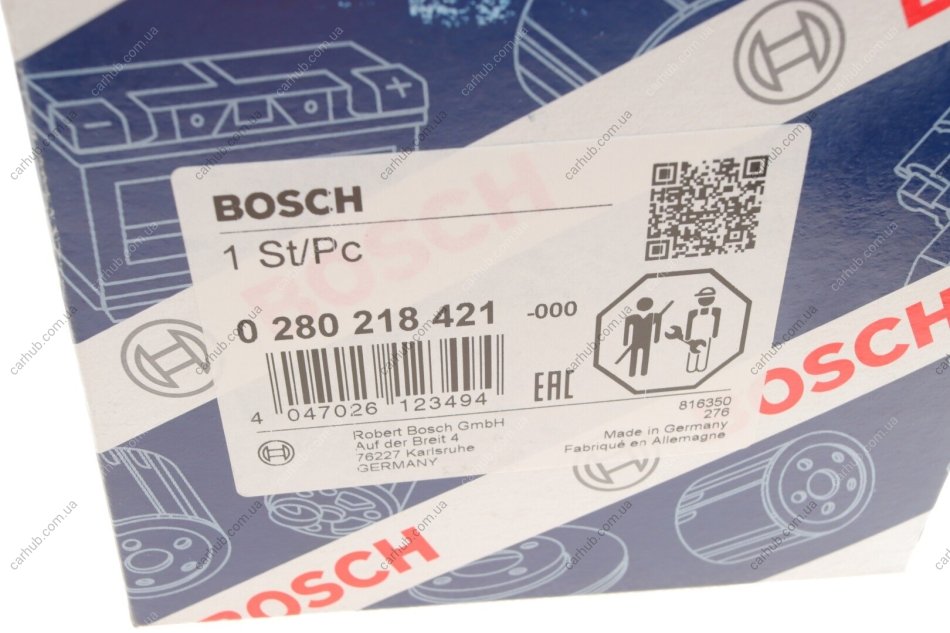 BOSCH
1 St/Pc
0 280 218 421 -000
4 047026 123494
EAC
Robert Bosch GmbH
Auf der Breit 4
76227 Karlsruhe
GERMANY
816350
276
Made in Germany
Fabriqué en Allemagne
BOSCH
BOSCH
BOSCH
carhub.com.ua